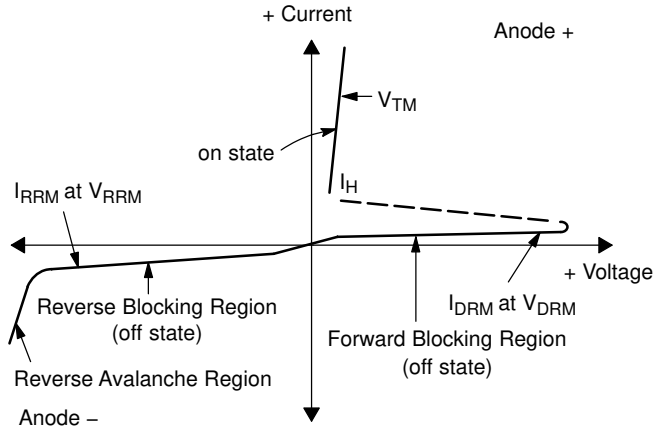 + Current
Anode +
V_TM
on state
I_H
I_RRM at V_RRM
+ Voltage
Reverse Blocking Region
(off state)
I_DRM at V_DRM
Forward Blocking Region
(off state)
Reverse Avalanche Region
Anode −